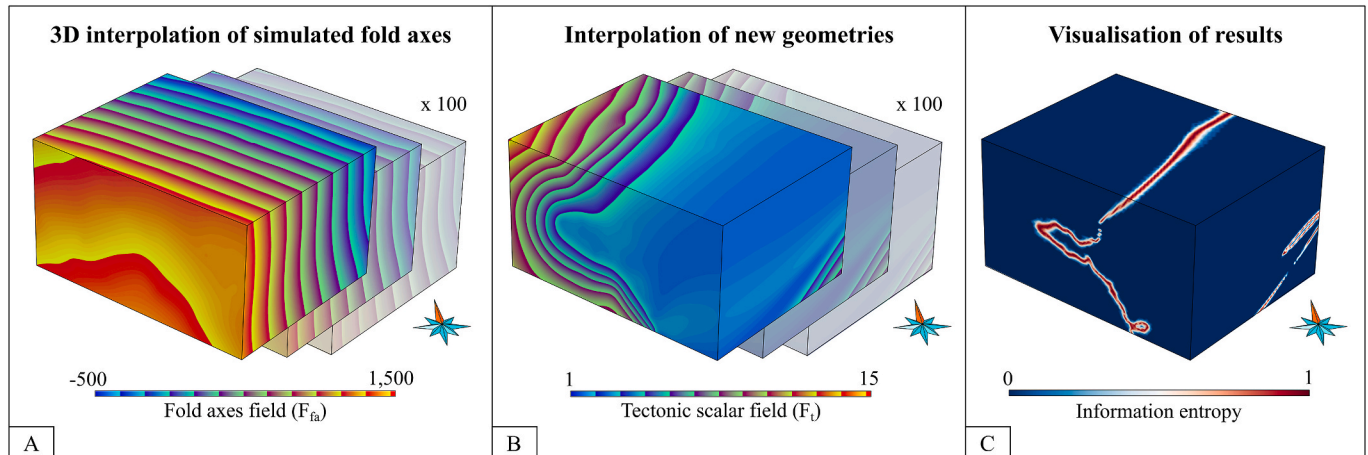 3D interpolation of simulated fold axes
x 100
-500 1,500
Fold axes field (Ffa)
A
Interpolation of new geometries
x 100
1 15
Tectonic scalar field (Ft)
B
Visualisation of results
0 1
Information entropy
C